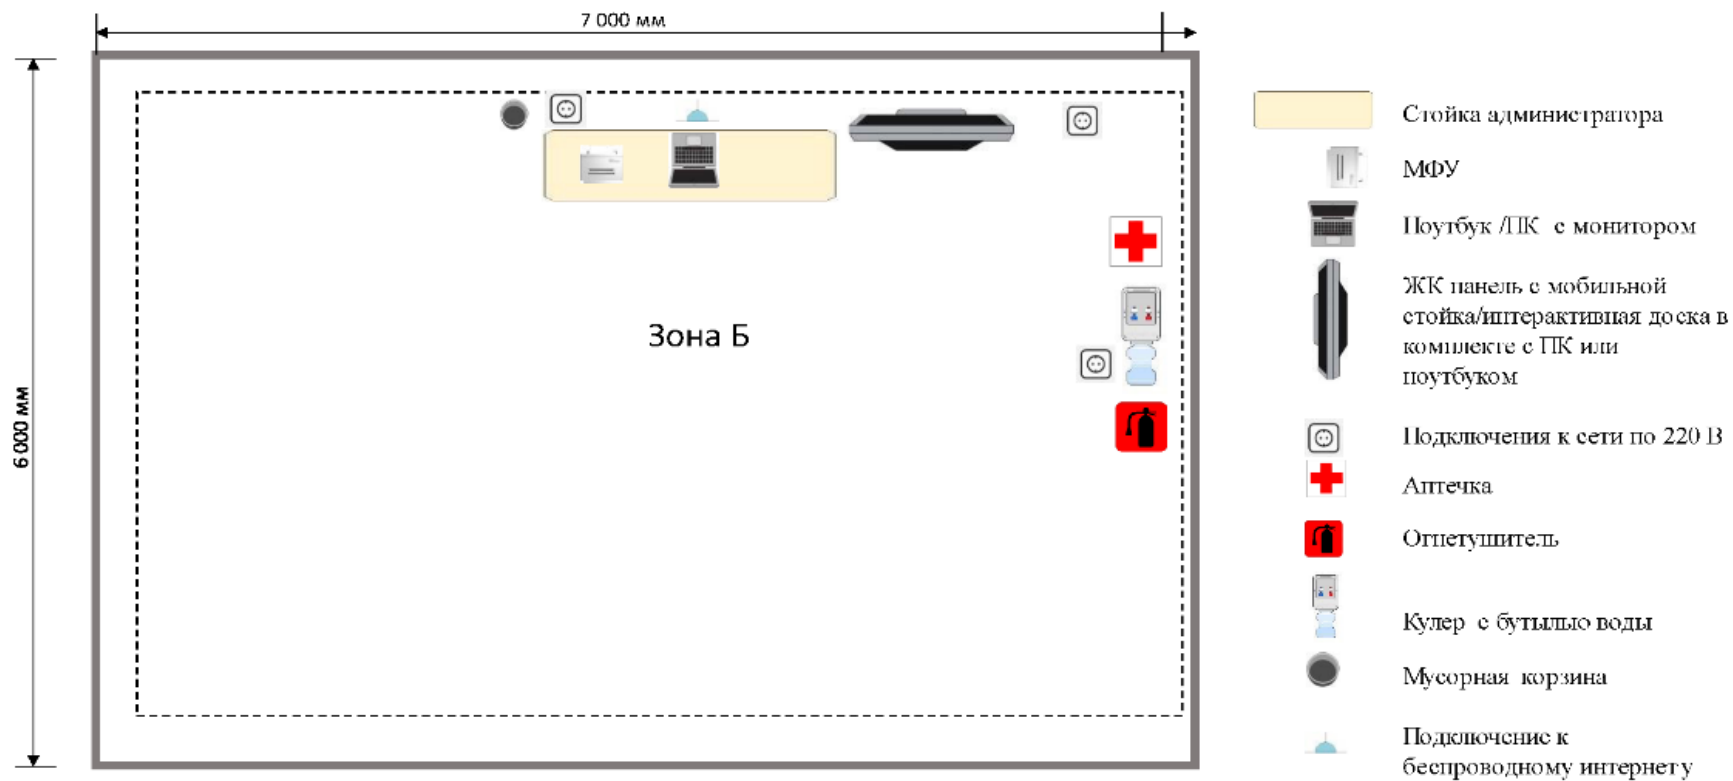 7 000 мм
6 000 мм
Зона Б
Стойка администратора
МФУ
Ноутбук /ПК с монитором
ЖК панель с мобильной
стойка/интерактивная доска в
комплекте с ПК или
ноутбуком
Подключения к сети по 220 В
Аптечка
Огнетушитель
Кулер с бутылью воды
Мусорная корзина
Подключение к
беспроводному интернету